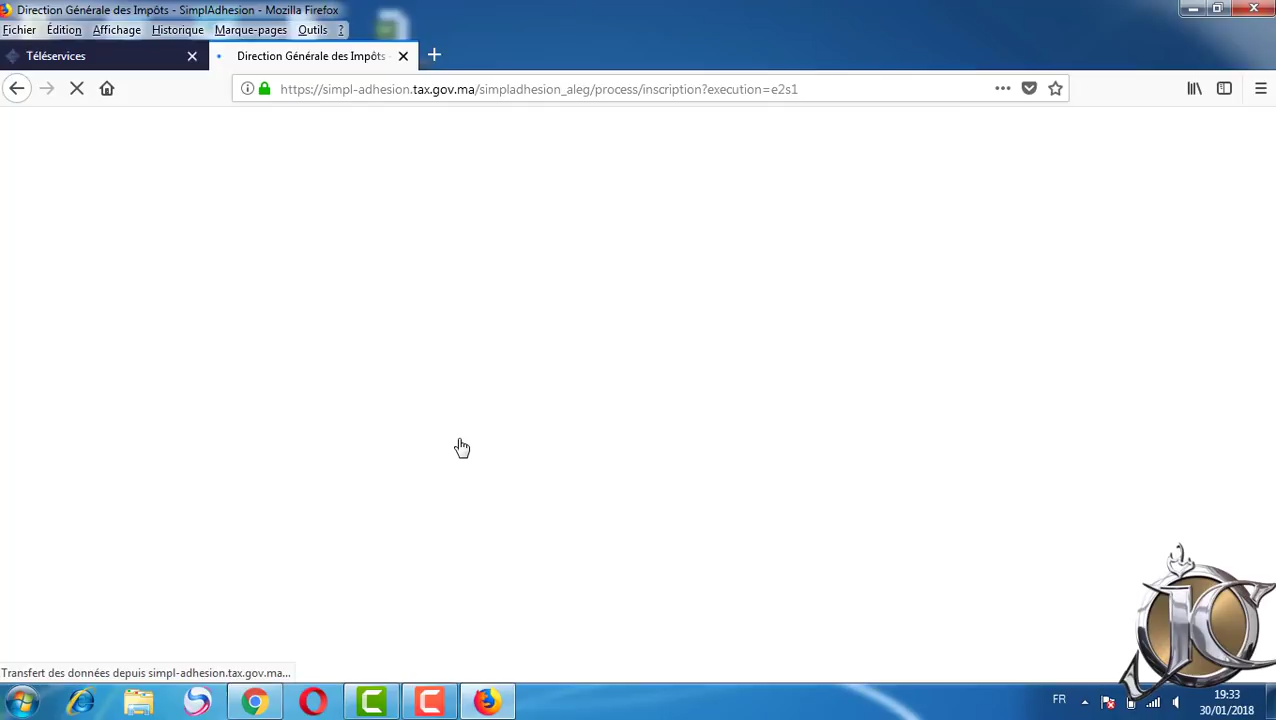 Direction Générale des Impôts - SimplAdhesion - Mozilla Firefox
Fichier Édition Affichage Historique Marque-pages Outils ?
Téléservices Direction Générale des Impôts -
https://simpl-adhesion.tax.gov.ma/simpladhesion_aleg/process/inscription?execution=e2s1
JC
Transfert des données depuis simpl-adhesion.tax.gov.ma...
FR 19:33
30/01/2018